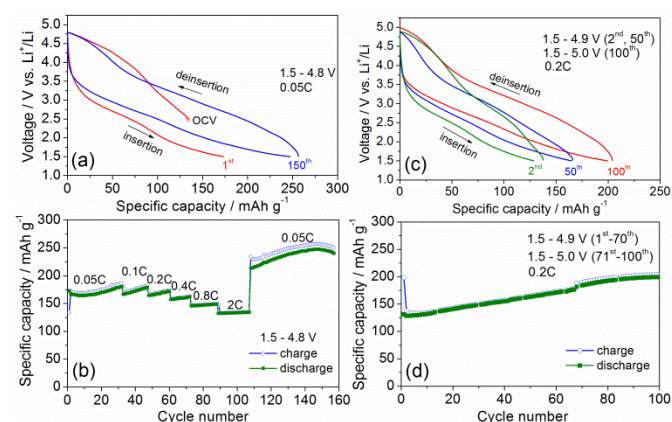 5.0
4.5
4.0
3.5
3.0
2.5
2.0
1.5
1.0
Voltage / V vs. Li⁺/Li
1.5 - 4.8 V
0.05C
deinsertion
OCV
insertion
(a)
1ˢᵗ
150ᵗʰ
0 50 100 150 200 250 300
Specific capacity / mAh g⁻¹
5.0
4.5
4.0
3.5
3.0
2.5
2.0
1.5
1.0
Voltage / V vs. Li⁺/Li
1.5 - 4.9 V (2ⁿᵈ, 50ᵗʰ)
1.5 - 5.0 V (100ᵗʰ)
0.2C
deinsertion
insertion
(c)
2ⁿᵈ
50ᵗʰ
100ᵗʰ
0 50 100 150 200 250
Specific capacity / mAh g⁻¹
300
250
200
150
100
50
0
Specific capacity / mAh g⁻¹
0.05C
0.1C
0.2C
0.4C
0.8C
2C
0.05C
(b)
1.5 - 4.8 V
charge
discharge
0 20 40 60 80 100 120 140 160
Cycle number
300
250
200
150
100
50
0
Specific capacity / mAh g⁻¹
1.5 - 4.9 V (1ˢᵗ-70ᵗʰ)
1.5 - 5.0 V (71ˢᵗ-100ᵗʰ)
0.2C
(d)
charge
discharge
0 20 40 60 80 100
Cycle number